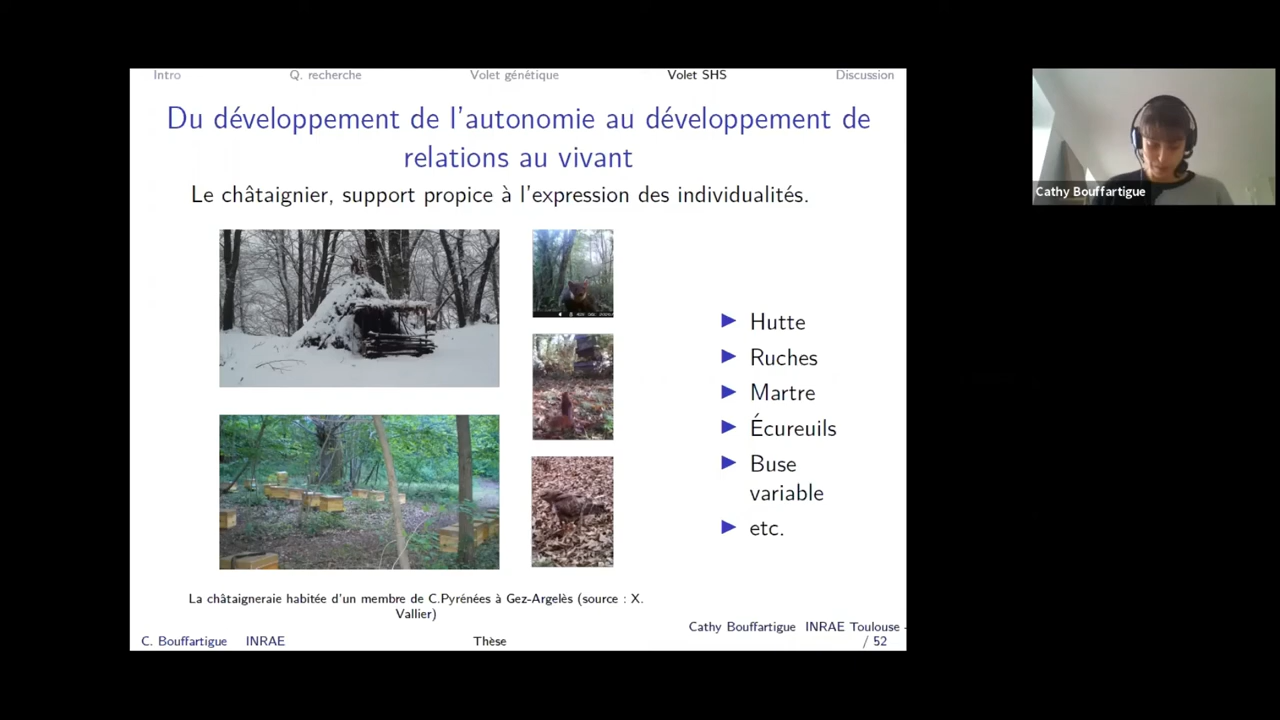 Intro Q. recherche Volet génétique Volet SHS Discussion
Du développement de l'autonomie au développement de
relations au vivant
Le châtaignier, support propice à l'expression des individualités.
Hutte
Ruches
Martre
Écureuils
Buse
variable
etc.
La châtaigneraie habitée d'un membre de C.Pyrénées à Gez-Argelès (source : X.
Vallier)
Cathy Bouffartigue INRAE Toulouse -
C. Bouffartigue INRAE Thèse / 52
Cathy Bouffartigue